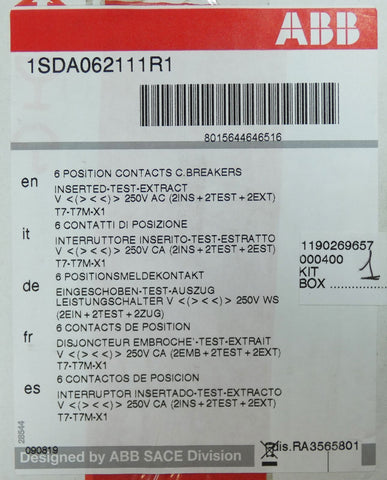 ABB
1SDA062111R1
8015644646516
en
6 POSITION CONTACTS C.BREAKERS
INSERTED-TEST-EXTRACT
V <(><)> 250V AC (2INS+2TEST+2EXT)
T7-T7M-X1
it
6 CONTATTI DI POSIZIONE
INTERRUTTORE INSERITO-TEST-ESTRATTO
V <(><)> 250V CA (2INS+2TEST+2EST)
T7-T7M-X1
1190269657
000400
KIT
BOX .............
1
de
6 POSITIONSMELDEKONTAKT
EINGESCHOBEN-TEST-AUSZUG
LEISTUNGSCHALTER V <(><)> 250V WS
(2EIN+2TEST+2ZUG)
fr
6 CONTACTS DE POSITION
DISJONCTEUR EMBROCHE'-TEST-EXTRAIT
V <(><)> 250V CA (2EMB+2TEST+2EXT)
T7-T7M-X1
es
6 CONTACTOS DE POSICION
INTERRUPTOR INSERTADO-TEST-EXTRACTO
V <(><)> 250V CA (2INS+2TEST+2EXT)
T7-T7M-X1
28544
090819
dis.RA3565801
Designed by ABB SACE Division